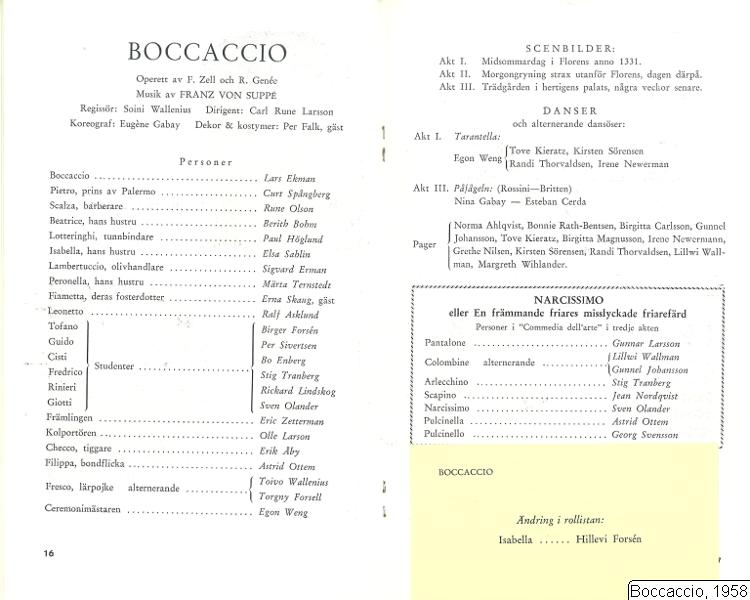 BOCCACCIO
Operett av F. Zell och R. Genée
Musik av FRANZ VON SUPPÉ
Regissör: Soini Wallenius Dirigent: Carl Rune Larsson
Koreograf: Eugène Gabay Dekor & kostymer: Per Falk, gäst
Personer
Boccaccio ... Lars Ekman
Pietro, prins av Palermo ... Curt Spångberg
Scalza, barberare ... Rune Olson
Beatrice, hans hustru ... Berith Bohm
Lotteringhi, tunnbindare ... Paul Höglund
Isabella, hans hustru ... Elsa Sahlin
Lambertuccio, olivhandlare ... Sigvard Erman
Peronella, hans hustru ... Märta Ternstedt
Fiametta, deras fosterdotter ... Erna Skaug, gäst
Leonetto ... Ralf Asklund
Tofano Birger Forsén
Guido Per Sivertsen
Cisti Bo Enberg
Studenter ...
Fredrico Stig Tranberg
Rinieri Rickard Lindskog
Giotti Sven Olander
Främlingen ... Eric Zetterman
Kolportören ... Olle Larson
Checco, tiggare ... Erik Åby
Filippa, bondflicka ... Astrid Ottem
Toivo Wallenius
Fresco, lärpojke alternerande ...
Torgny Forsell
Ceremonimästaren ... Egon Weng
16
SCENBILDER:
Akt I. Midsommardag i Florens anno 1331.
Akt II. Morgongryning strax utanför Florens, dagen därpå.
Akt III. Trädgården i hertigens palats, några veckor senare.
DANSER
och alternerande dansöser:
Akt I. Tarantella:
Tove Kieratz, Kirsten Sörensen
Egon Weng
Randi Thorvaldsen, Irene Newerman
Akt III. Påfågeln: (Rossini—Britten)
Nina Gabay — Esteban Cerda
Norma Ahlqvist, Bonnie Rath-Bentsen, Birgitta Carlsson, Gunnel
Johansson, Tove Kieratz, Birgitta Magnusson, Irene Newermann,
Pager
Grethe Nilsen, Kirsten Sörensen, Randi Thorvaldsen, Lillwi Wall-
man, Margreth Wihlander.
NARCISSIMO
eller En främmande friares misslyckade friarefärd
Personer i "Commedia dell'arte" i tredje akten
Pantalone ... Gunnar Larsson
Lillwi Wallman
Colombine alternerande ...
Gunnel Johansson
Arlecchino ... Stig Tranberg
Scapino ... Jean Nordqvist
Narcissimo ... Sven Olander
Pulcinella ... Astrid Ottem
Pulcinello ... Georg Svensson
BOCCACCIO
Ändring i rollistan:
Isabella ...... Hillevi Forsén
Boccaccio, 1958